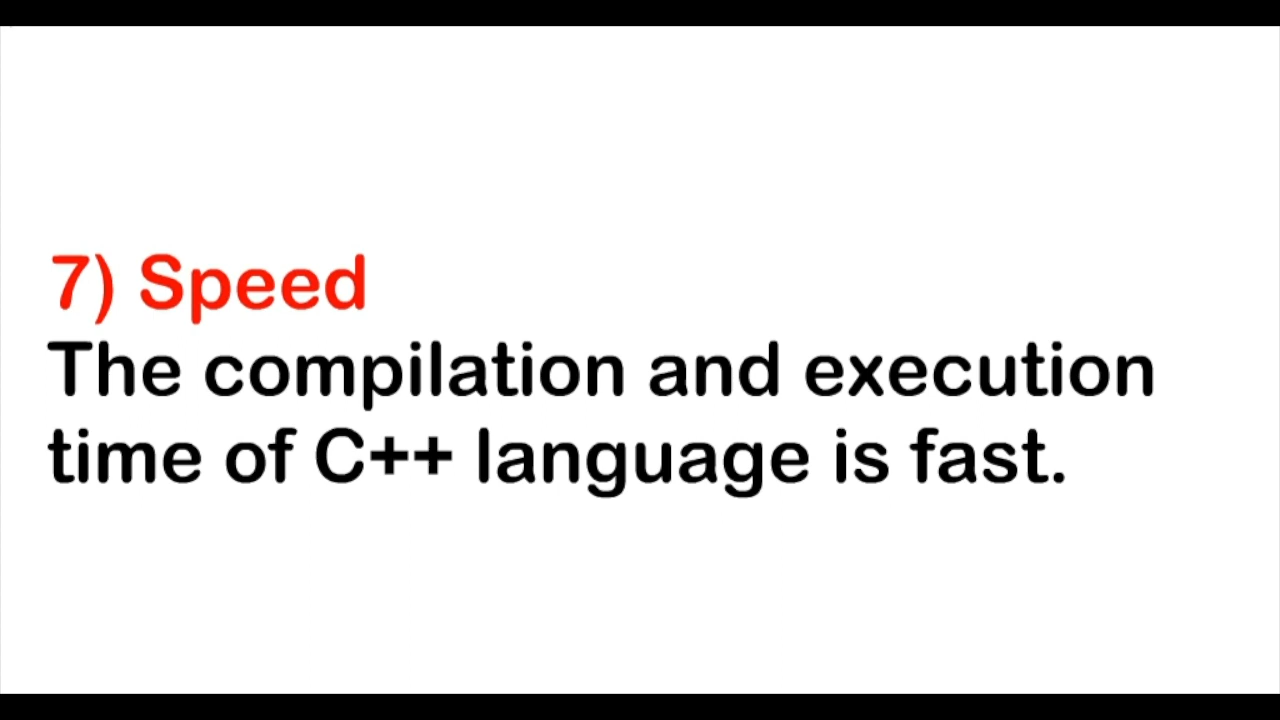 7) Speed
The compilation and execution
time of C++ language is fast.